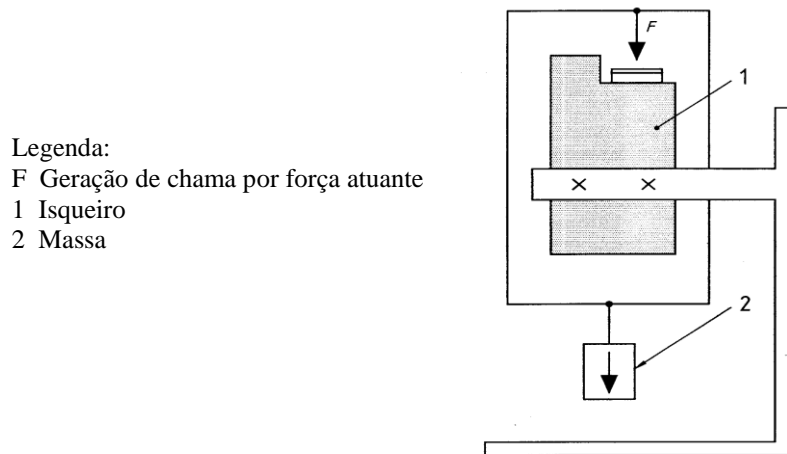 Legenda:
F Geração de chama por força atuante
1 Isqueiro
2 Massa
F
1
2